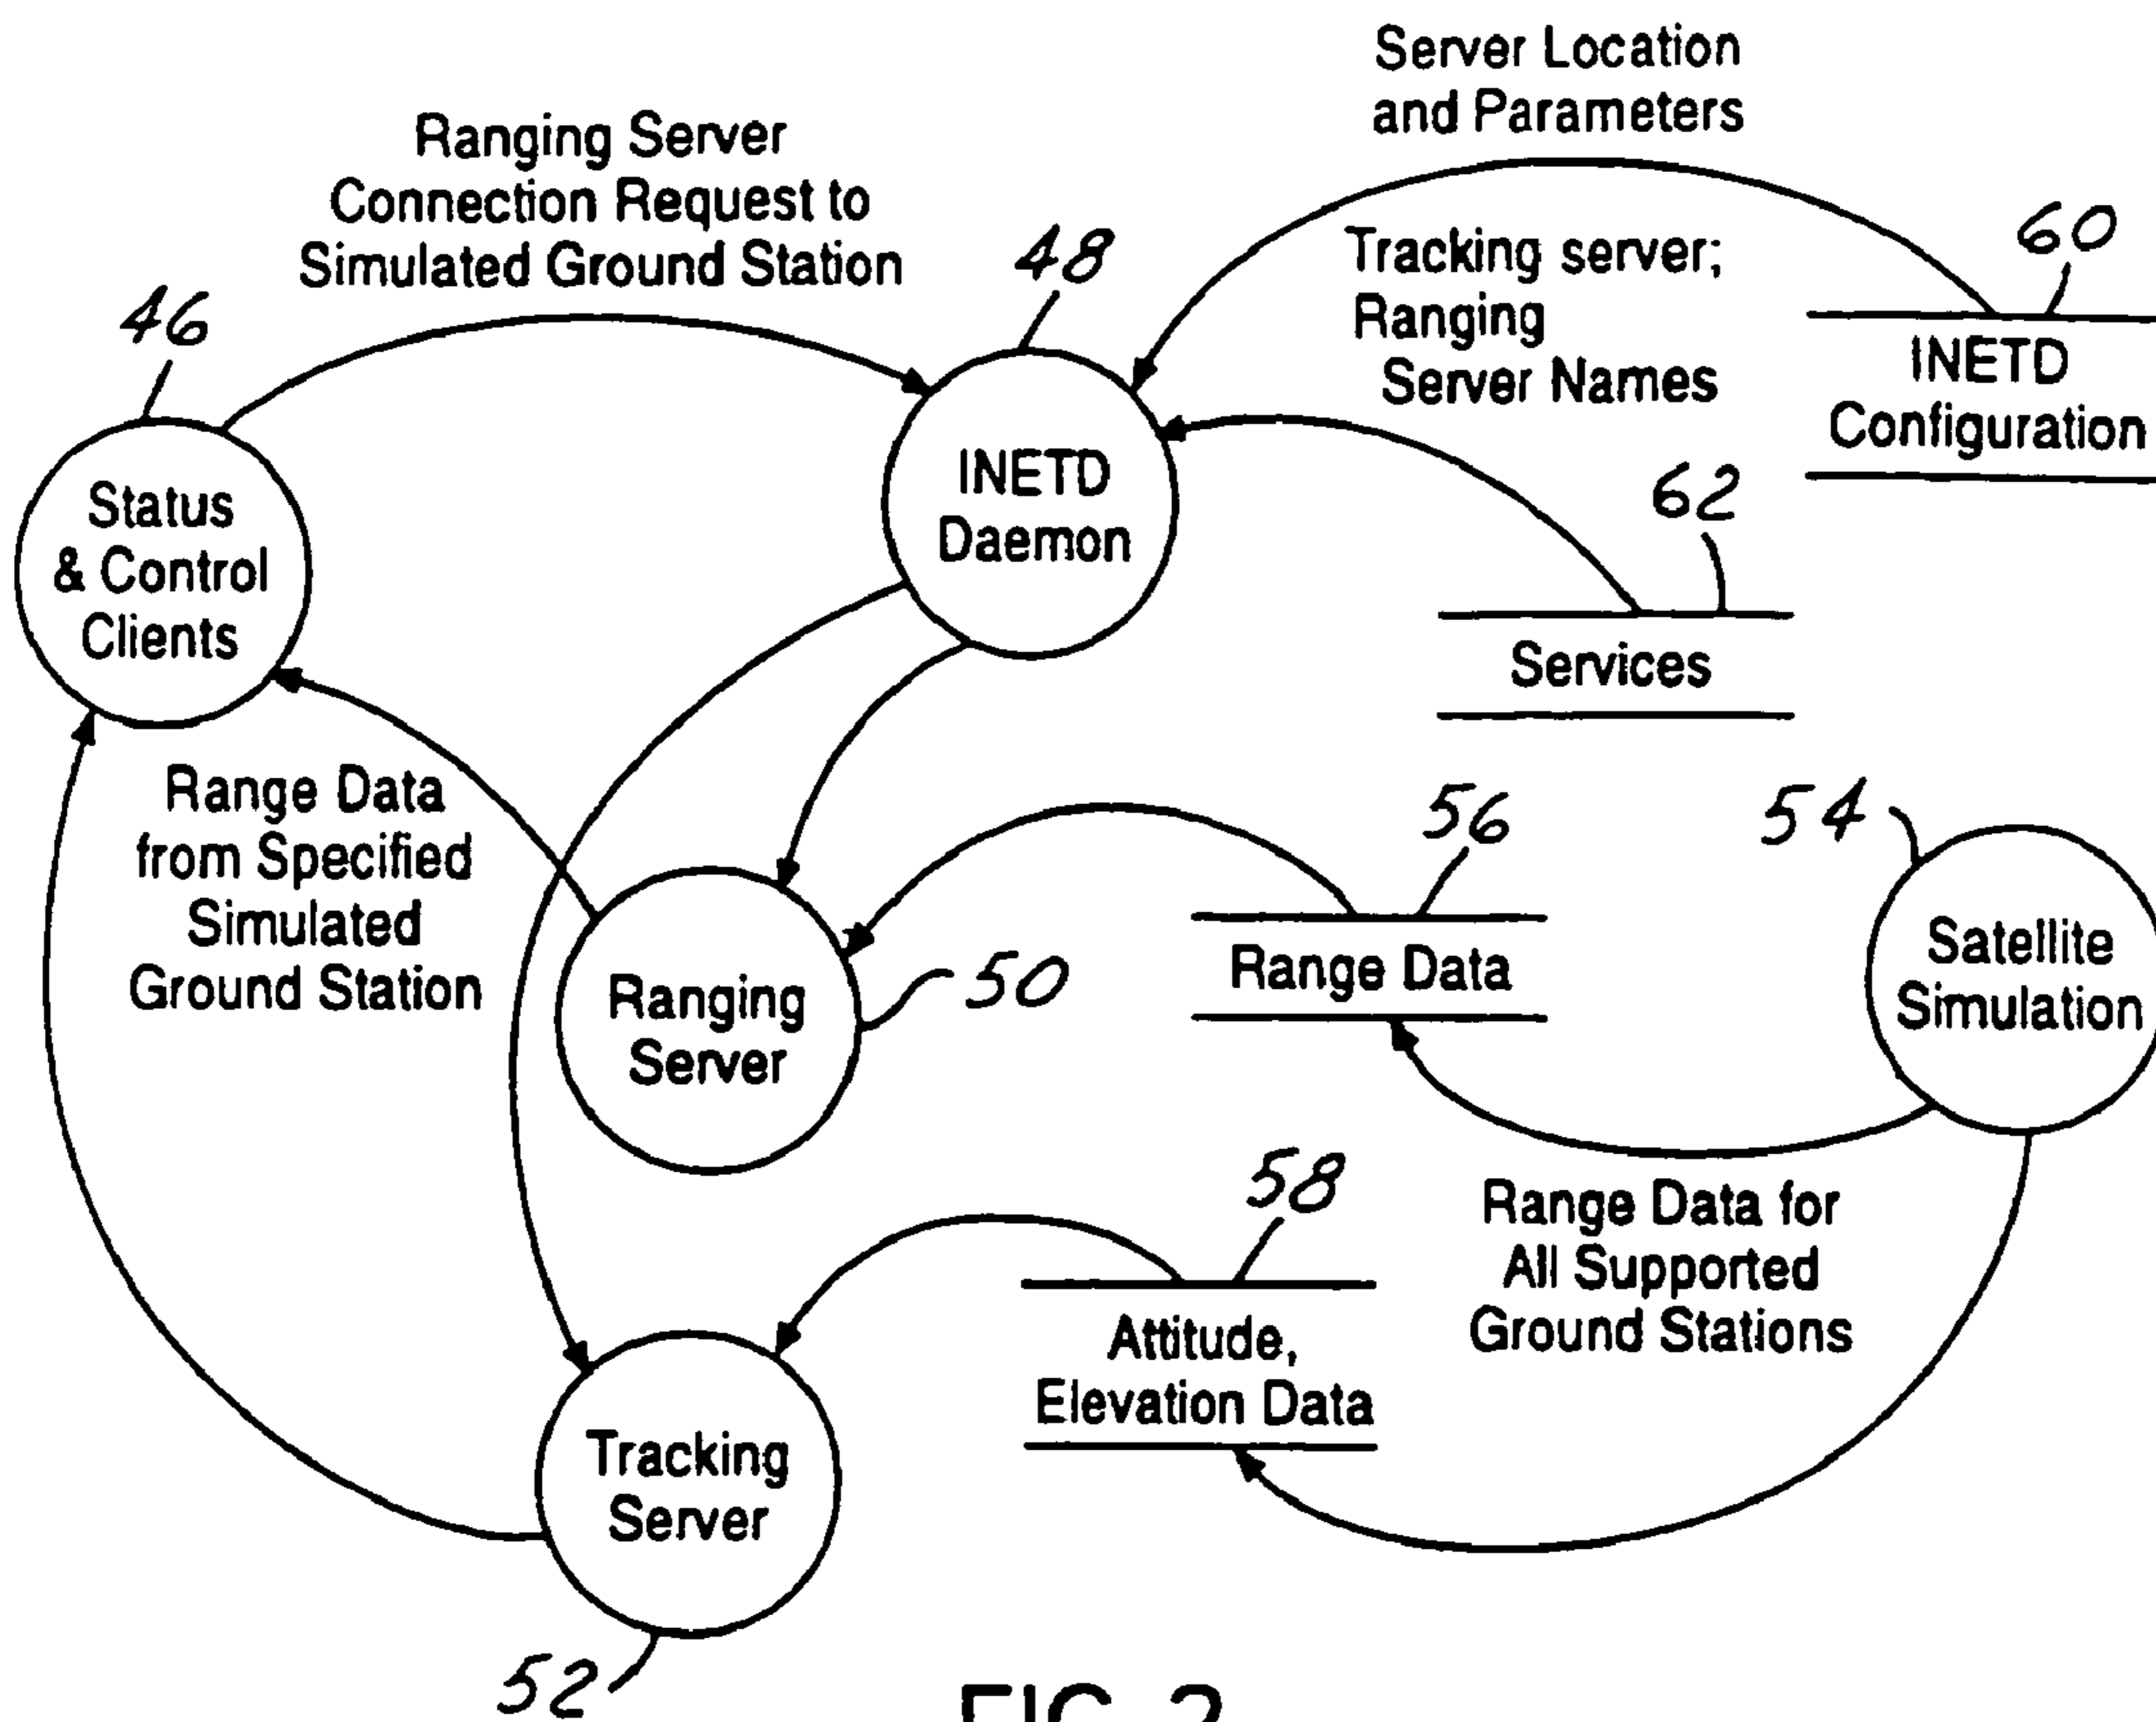 Server Location
and Parameters
Ranging Server
Connection Request to
Simulated Ground Station
46
48
Tracking server;
Ranging
Server Names
60
INETD
Configuration
Status
& Control
Clients
INETD
Daemon
62
Services
Range Data
from Specified
Simulated
Ground Station
56
54
Ranging
Server
50
Range Data
Satellite
Simulation
58
Range Data for
All Supported
Ground Stations
Attitude,
Elevation Data
Tracking
Server
52
FIG. 2